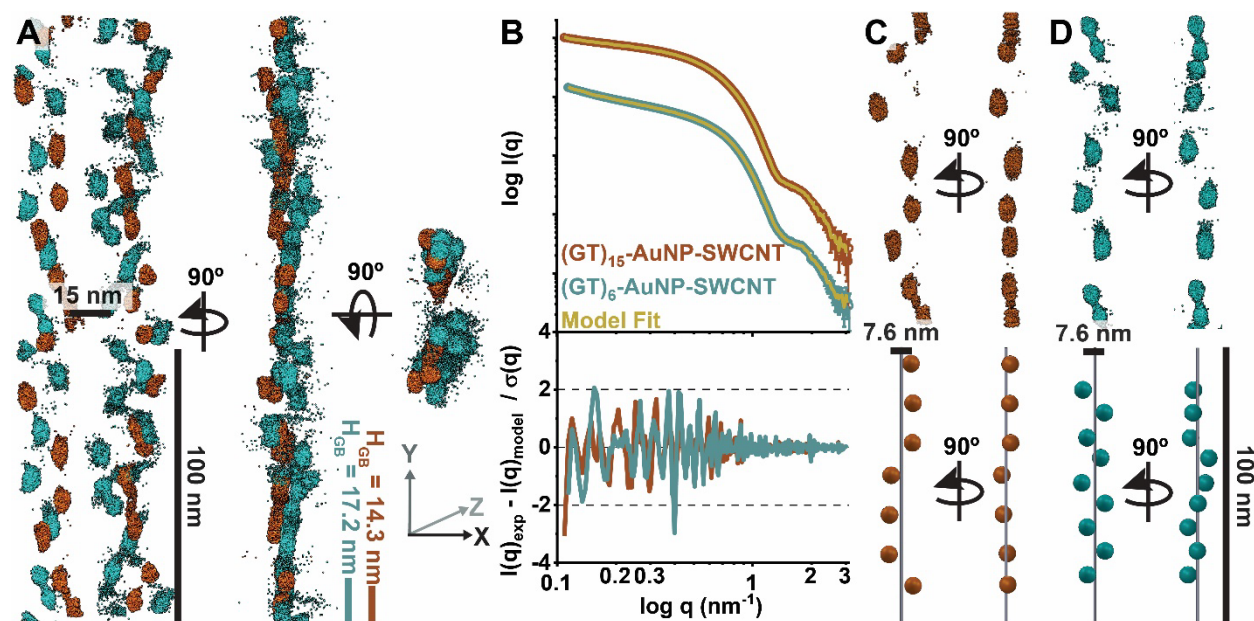 A
15 nm
90º
90º
100 nm
H_GB = 17.2 nm
H_GB = 14.3 nm
Y
Z
X
B
log I(q)
(GT)15-AuNP-SWCNT
(GT)6-AuNP-SWCNT
Model Fit
I(q)exp - I(q)model / σ(q)
4
2
0
-2
-4
0.1
0.2
0.3
1
2
3
log q (nm-1)
C
90º
7.6 nm
90º
D
90º
7.6 nm
90º
100 nm